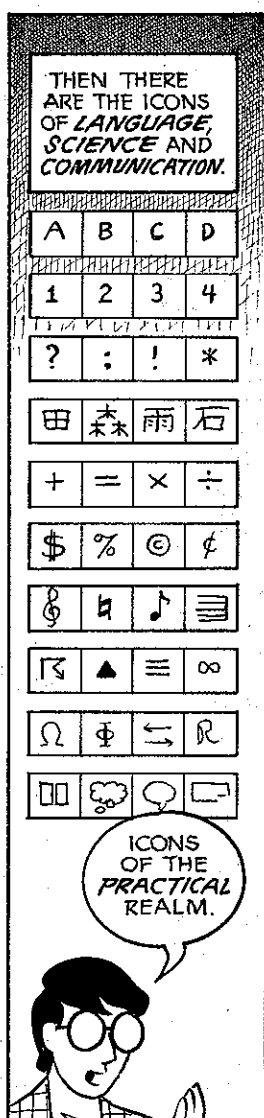 THEN THERE
ARE THE ICONS
OF LANGUAGE,
SCIENCE AND
COMMUNICATION.
A B C D
1 2 3 4
? ; ! *
田 森 雨 石
+ = × ÷
$ % © ¢
𝄞 ♮ ♪
▲ ≡ ∞
Ω Φ ⇆ R
ICONS
OF THE
PRACTICAL
REALM.